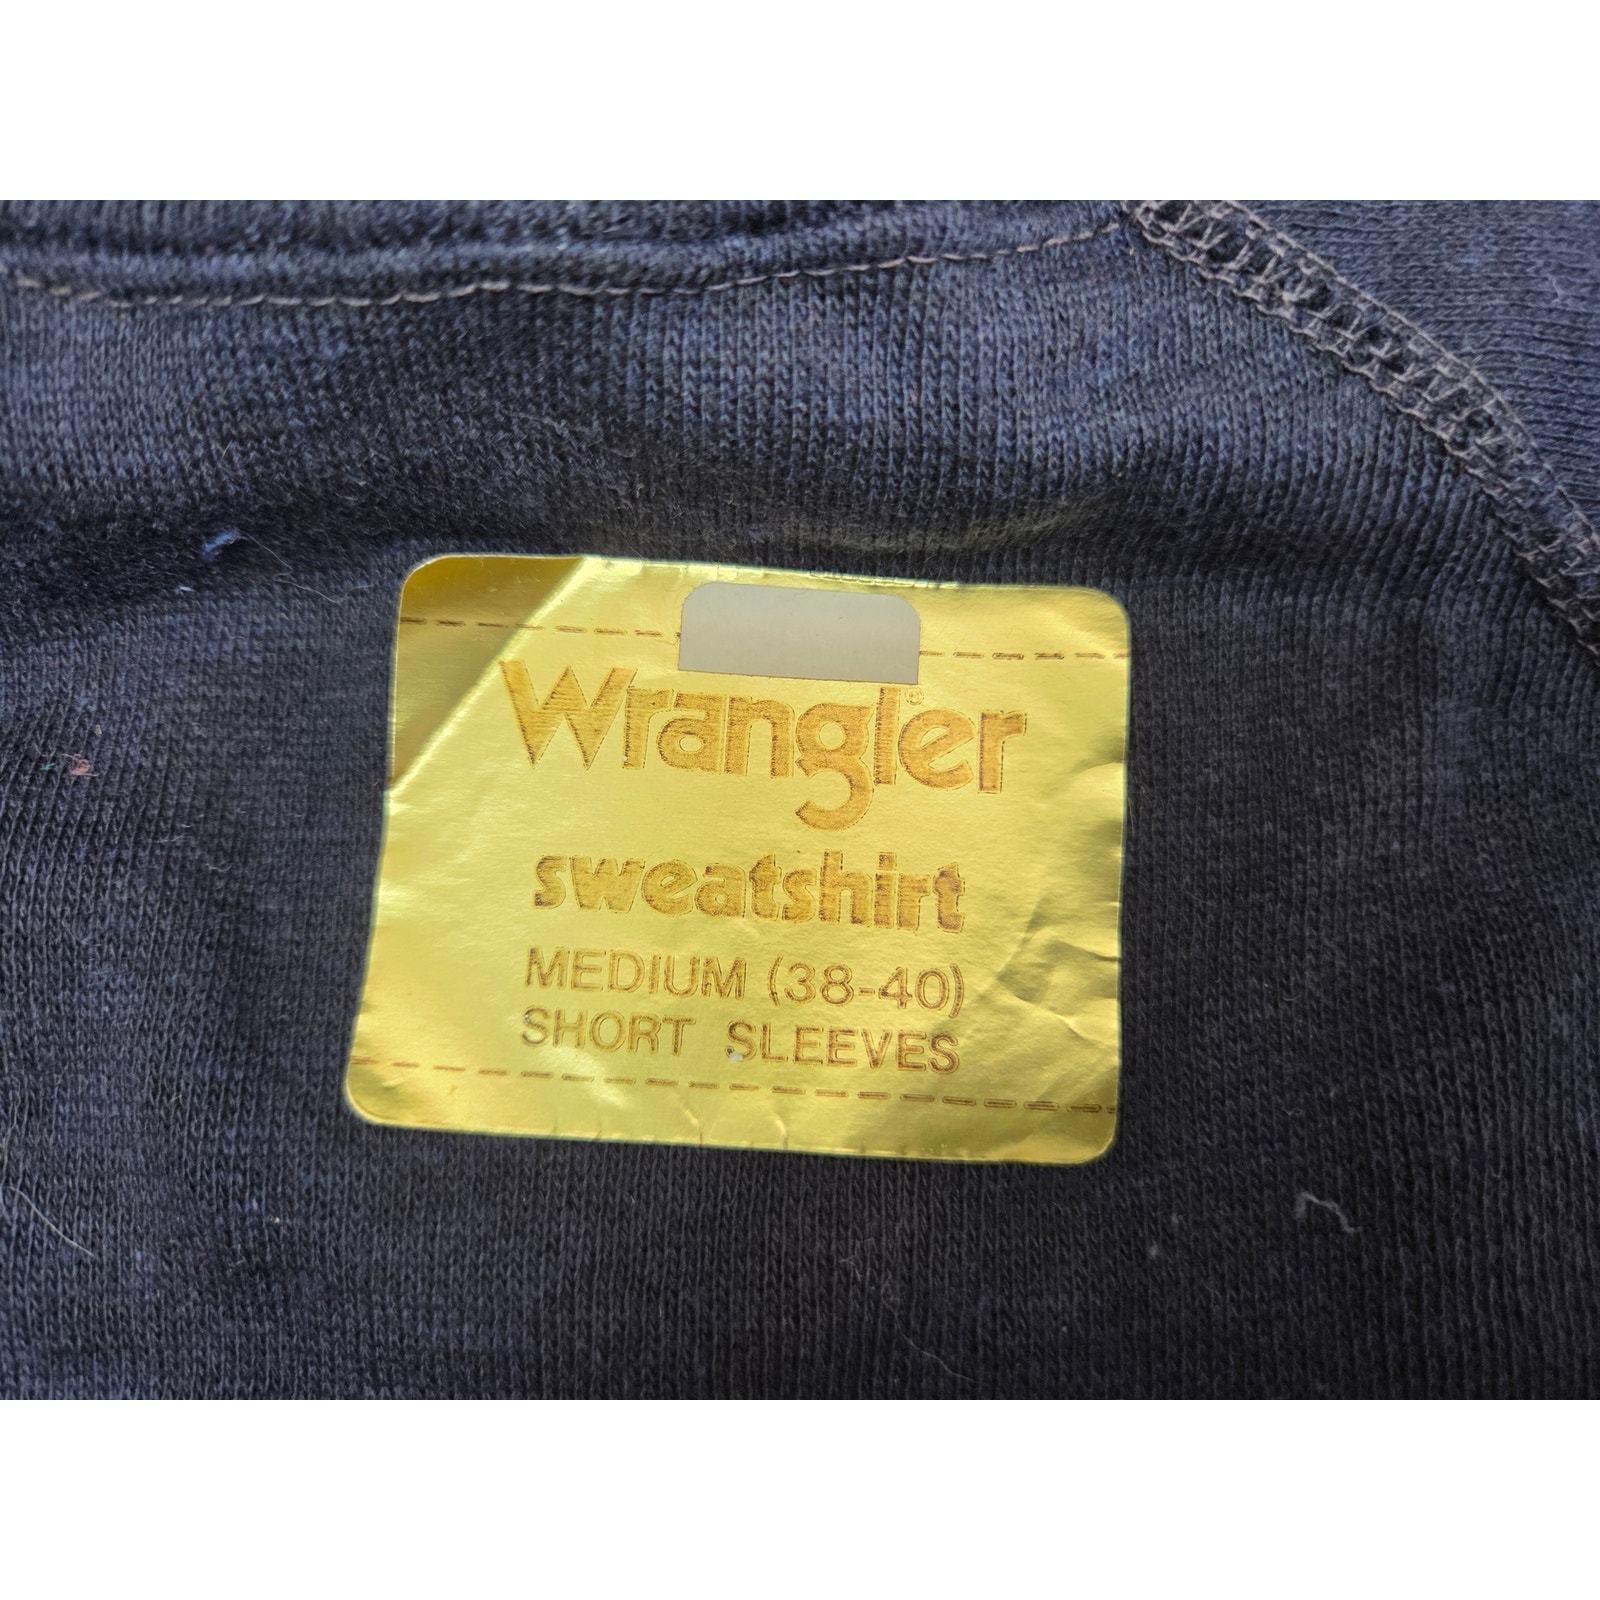 Wrangler®
sweatshirt
MEDIUM (38-40)
SHORT SLEEVES